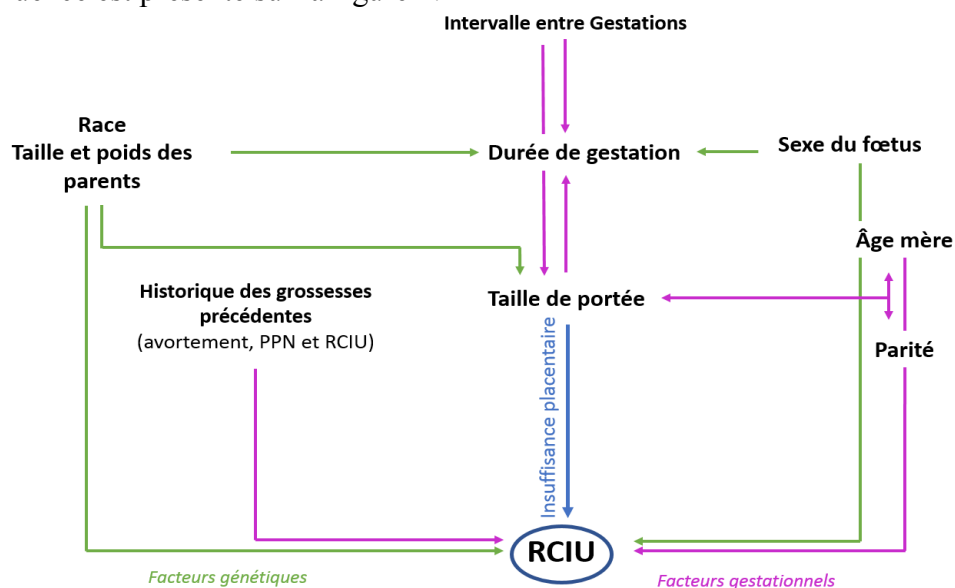 Intervalle entre Gestations
Race
Taille et poids des
parents
Durée de gestation
Sexe du fœtus
Âge mère
Historique des grossesses
précédentes
(avortement, PPN et RCIU)
Taille de portée
Parité
Insuffisance placentaire
RCIU
Facteurs génétiques
Facteurs gestationnels